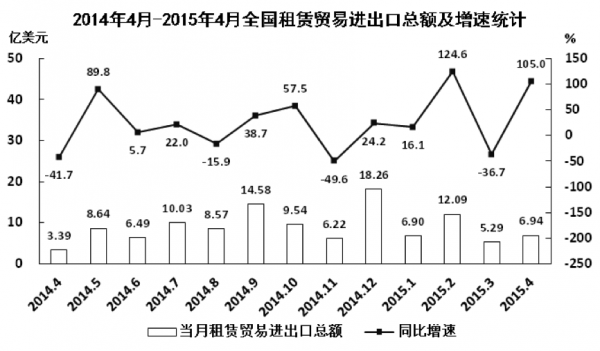 2014年4月-2015年4月全国租赁贸易进出口总额及增速统计
亿美元 %
50 40 30 20 10 0
150 100 50 0 -50 -100 -150 -200 -250
-41.7 89.8 5.7 22.0 -15.9 38.7 57.5 -49.6 24.2 16.1 124.6 -36.7 105.0
3.39 8.64 6.49 10.03 8.57 14.58 9.54 6.22 18.26 6.90 12.09 5.29 6.94
2014.4 2014.5 2014.6 2014.7 2014.8 2014.9 2014.10 2014.11 2014.12 2015.1 2015.2 2015.3 2015.4
当月租赁贸易进出口总额 同比增速